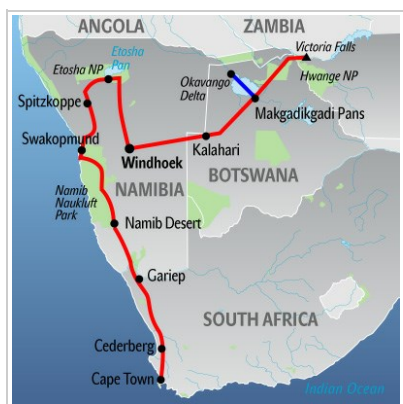 ANGOLA
ZAMBIA
Etosha
Pan
Victoria Falls
Etosha NP
Okavango
Delta
Hwange NP
Spitzkoppe
Makgadikgadi Pans
Swakopmund
Windhoek
Kalahari
NAMIBIA
BOTSWANA
Namib
Naukluft
Park
Namib Desert
Gariep
SOUTH AFRICA
Cederberg
Cape Town
Indian Ocean